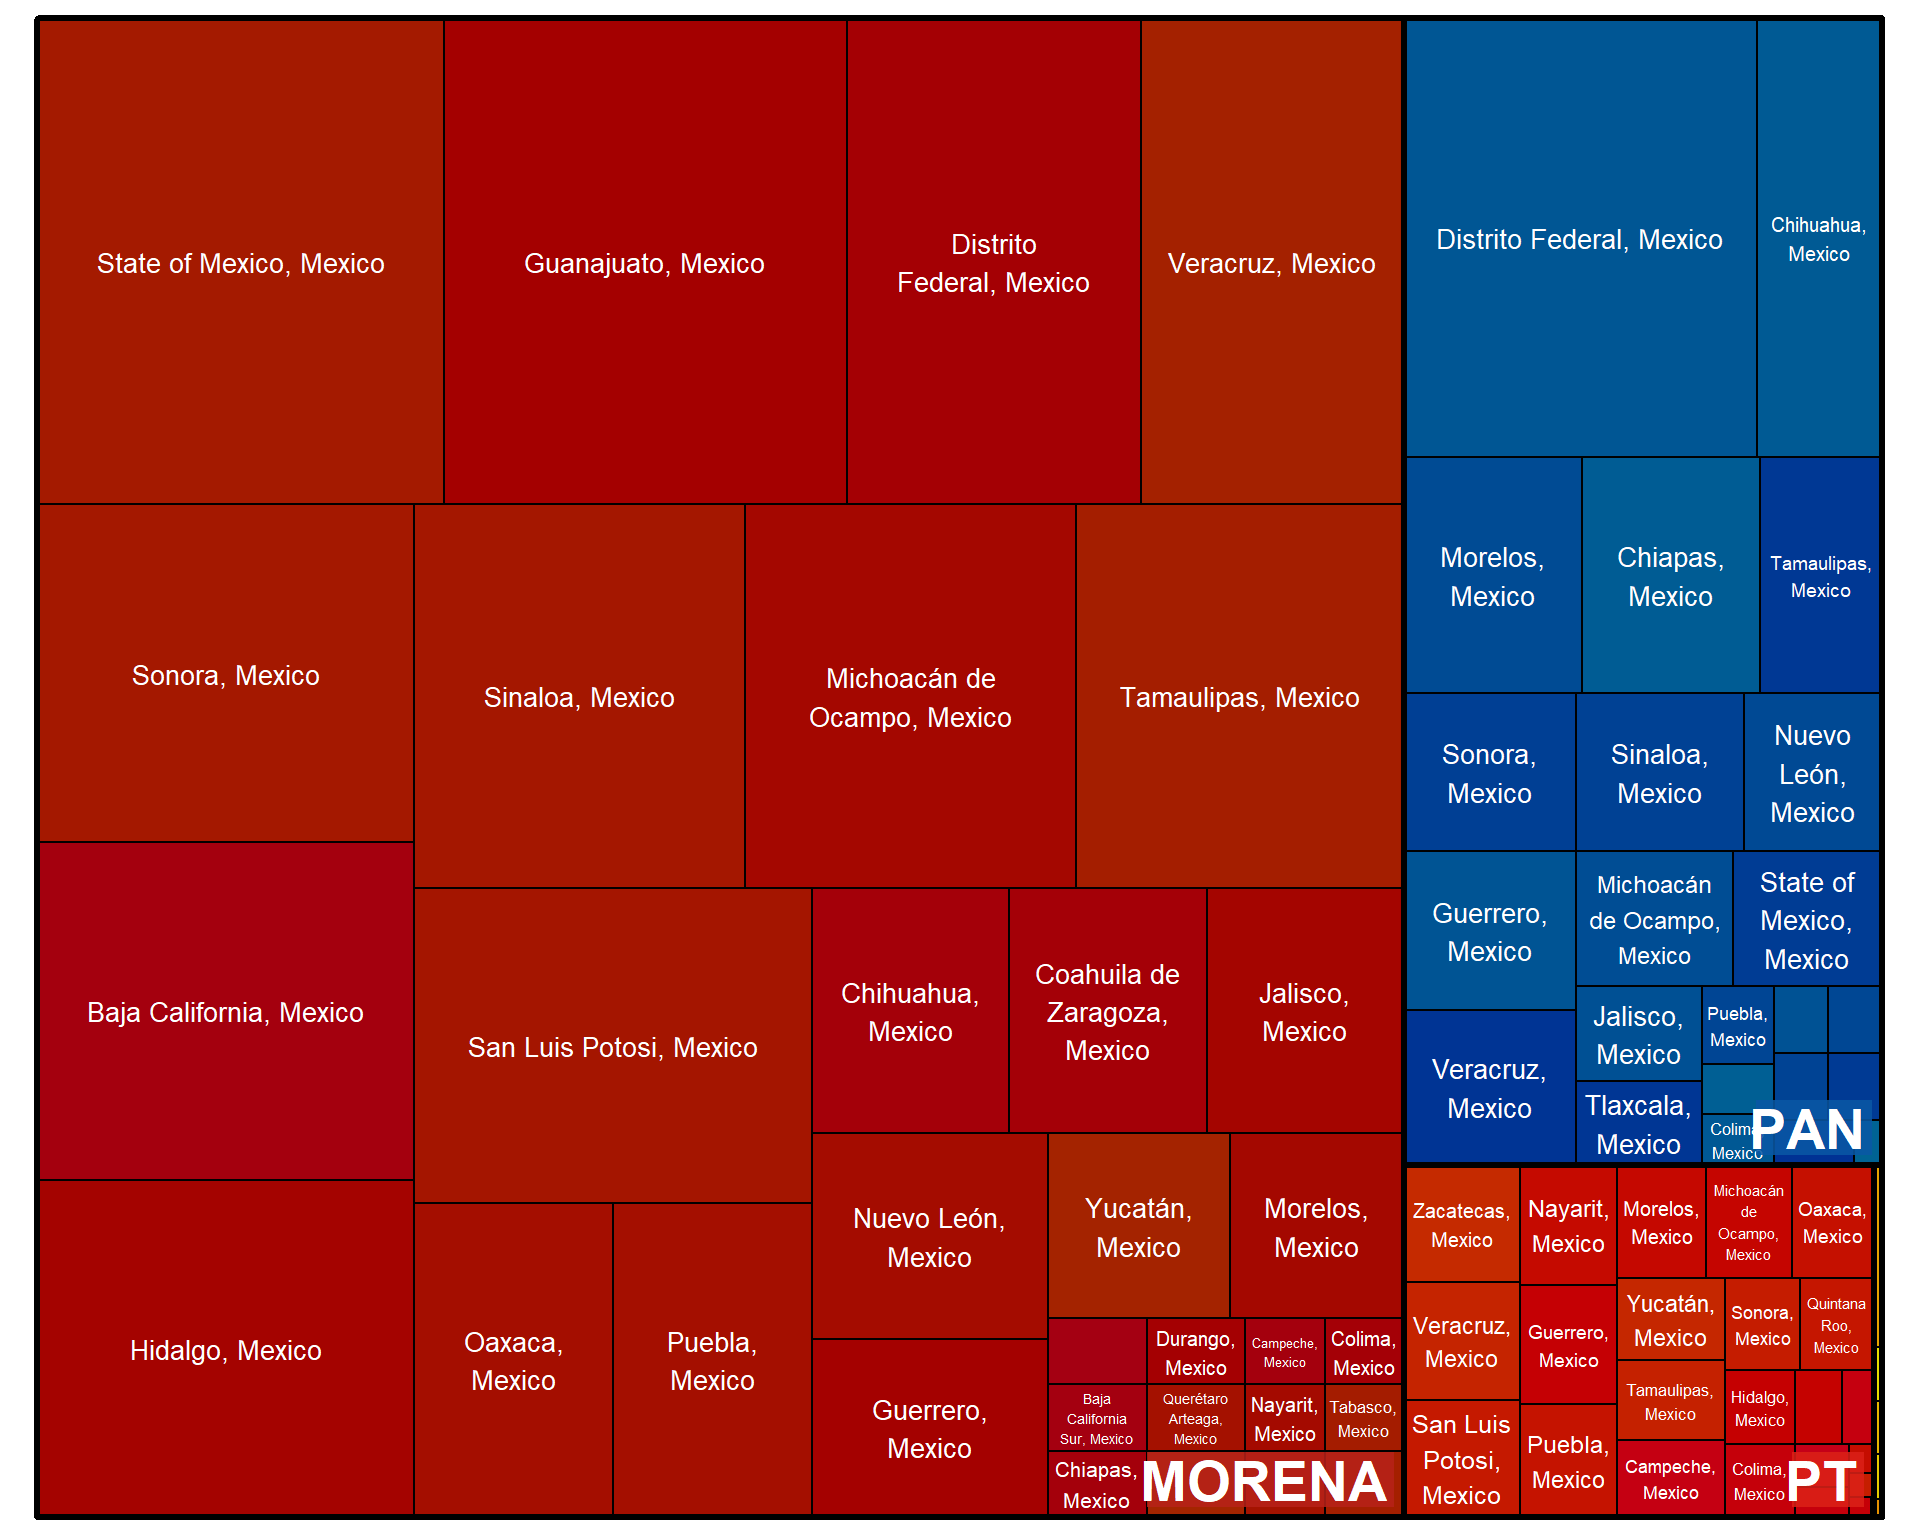 State of Mexico, Mexico
Guanajuato, Mexico
Distrito
Federal, Mexico
Veracruz, Mexico
Sonora, Mexico
Sinaloa, Mexico
Michoacán de
Ocampo, Mexico
Tamaulipas, Mexico
Baja California, Mexico
San Luis Potosi, Mexico
Chihuahua,
Mexico
Coahuila de
Zaragoza,
Mexico
Jalisco,
Mexico
Hidalgo, Mexico
Oaxaca,
Mexico
Puebla,
Mexico
Nuevo León,
Mexico
Yucatán,
Mexico
Morelos,
Mexico
Guerrero,
Mexico
Durango,
Mexico
Campeche,
Mexico
Colima,
Mexico
Baja
California
Sur, Mexico
Querétaro
Arteaga,
Mexico
Nayarit,
Mexico
Tabasco,
Mexico
Chiapas,
Mexico
MORENA
Distrito Federal, Mexico
Chihuahua,
Mexico
Morelos,
Mexico
Chiapas,
Mexico
Tamaulipas,
Mexico
Sonora,
Mexico
Sinaloa,
Mexico
Nuevo
León,
Mexico
Guerrero,
Mexico
Michoacán
de Ocampo,
Mexico
State of
Mexico,
Mexico
Veracruz,
Mexico
Jalisco,
Mexico
Puebla,
Mexico
Tlaxcala,
Mexico
Colima,
Mexico
PAN
Zacatecas,
Mexico
Nayarit,
Mexico
Morelos,
Mexico
Michoacán
de
Ocampo,
Mexico
Oaxaca,
Mexico
Veracruz,
Mexico
Guerrero,
Mexico
Yucatán,
Mexico
Sonora,
Mexico
Quintana
Roo,
Mexico
Tamaulipas,
Mexico
Hidalgo,
Mexico
San Luis
Potosi,
Mexico
Puebla,
Mexico
Campeche,
Mexico
Colima,
Mexico
PT